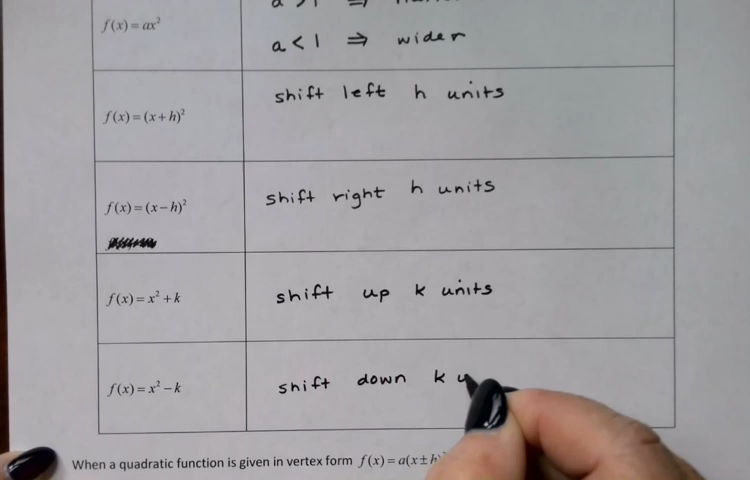 f(x) = ax²
a < 1 ⇒ wider
f(x) = (x + h)²
shift left h units
f(x) = (x − h)²
shift right h units
f(x) = x² + k
shift up k units
f(x) = x² − k
shift down k u
When a quadratic function is given in vertex form f(x) = a(x ± h)